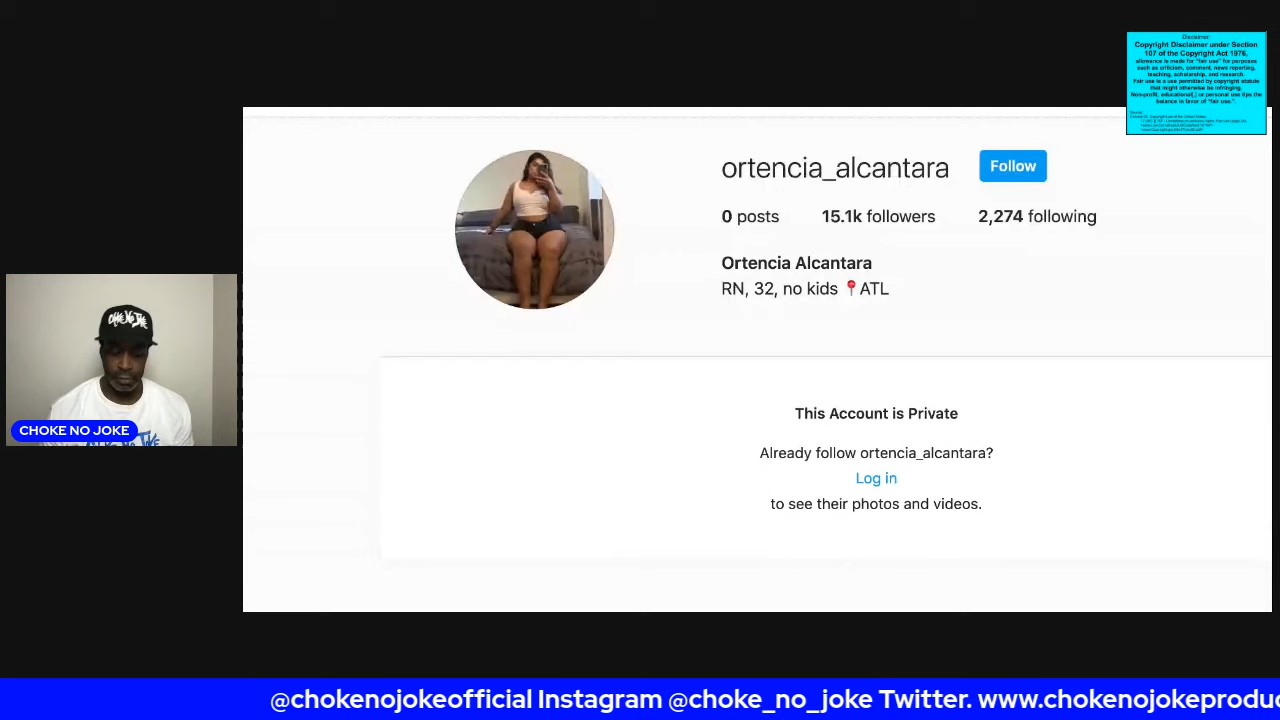 Disclaimer:
Copyright Disclaimer under Section
107 of the Copyright Act 1976,
allowance is made for "fair use" for purposes
such as criticism, comment, news reporting,
teaching, scholarship, and research.
Fair use is a use permitted by copyright statute
that might otherwise be infringing.
Non-profit, educational[,] or personal use tips the
balance in favor of "fair use".
ortencia_alcantara
Follow
0 posts 15.1k followers 2,274 following
Ortencia Alcantara
RN, 32, no kids 📍ATL
This Account is Private
Already follow ortencia_alcantara?
Log in
to see their photos and videos.
CHOKE NO JOKE
@chokenojokeofficial Instagram @choke_no_joke Twitter. www.chokenojokeproduc